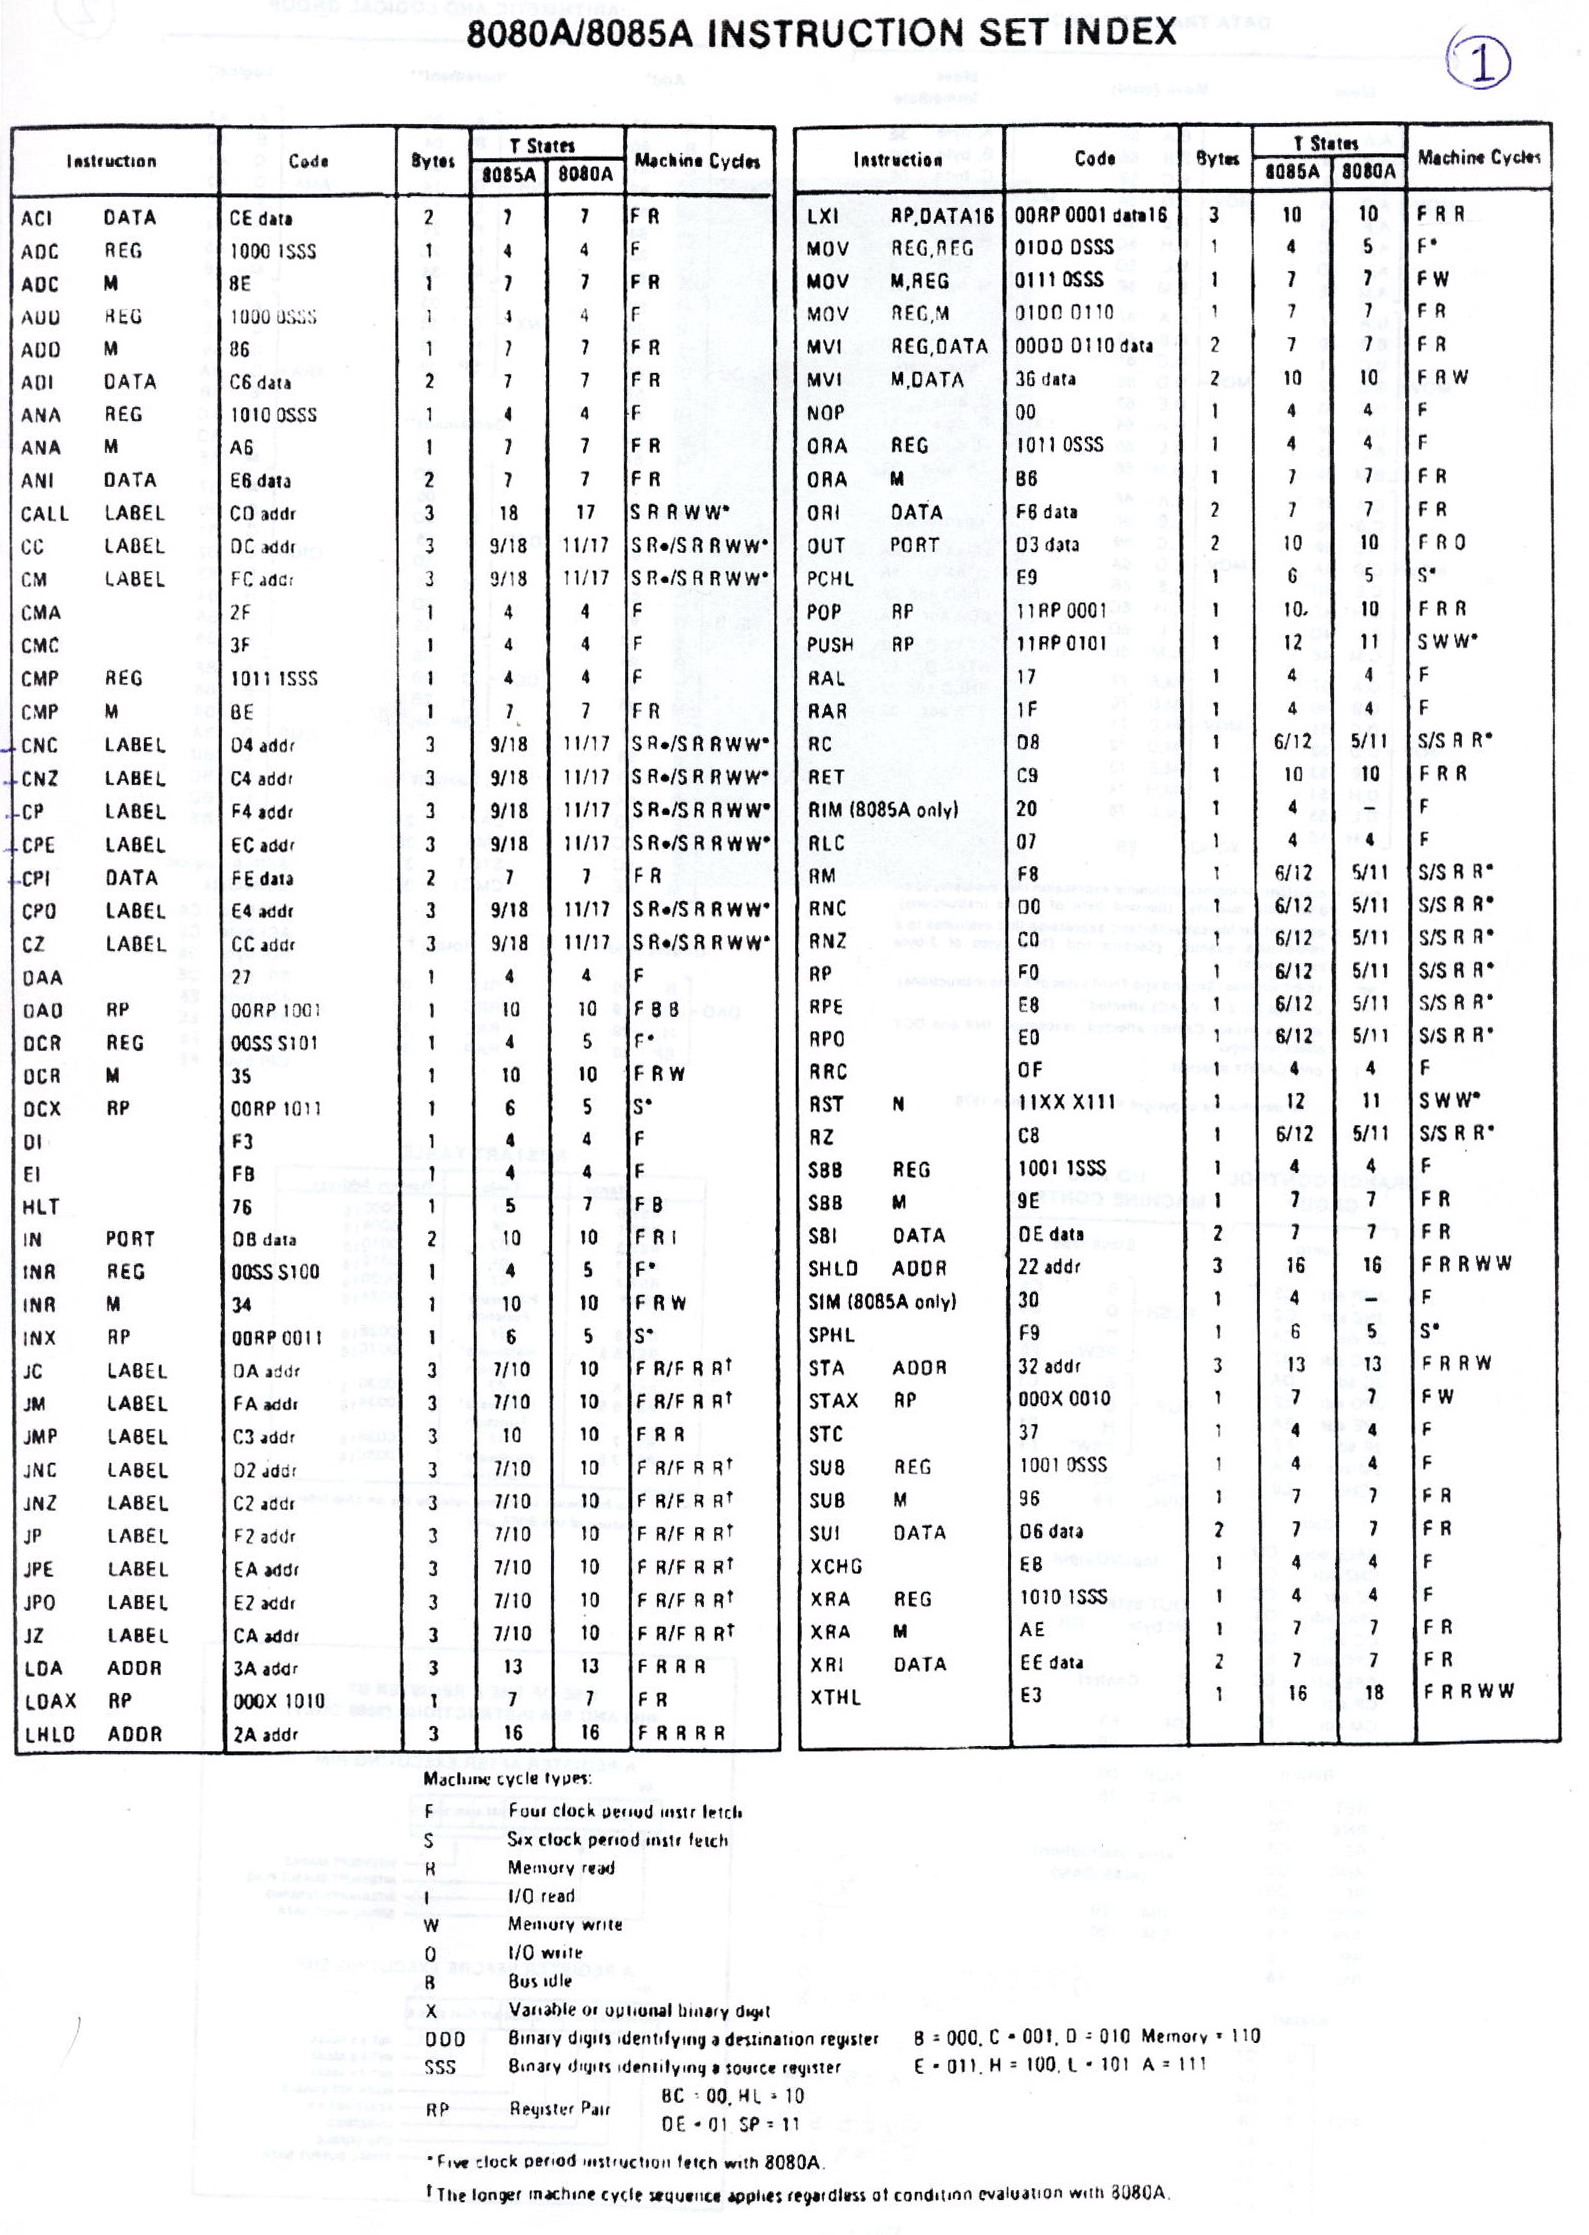 8080A/8085A INSTRUCTION SET INDEX
1
Instruction Code Bytes T States 8085A 8080A Machine Cycles
ACI DATA CE data 2 7 7 F R
ADC REG 1000 1SSS 1 4 4 F
ADC M 8E 1 7 7 F R
ADD REG 1000 0SSS 1 4 4 F
ADD M 86 1 7 7 F R
ADI DATA C6 data 2 7 7 F R
ANA REG 1010 0SSS 1 4 4 F
ANA M A6 1 7 7 F R
ANI DATA E6 data 2 7 7 F R
CALL LABEL CD addr 3 18 17 S R R W W*
CC LABEL DC addr 3 9/18 11/17 S R•/S R R W W*
CM LABEL FC addr 3 9/18 11/17 S R•/S R R W W*
CMA 2F 1 4 4 F
CMC 3F 1 4 4 F
CMP REG 1011 1SSS 1 4 4 F
CMP M BE 1 7 7 F R
CNC LABEL D4 addr 3 9/18 11/17 S R•/S R R W W*
CNZ LABEL C4 addr 3 9/18 11/17 S R•/S R R W W*
CP LABEL F4 addr 3 9/18 11/17 S R•/S R R W W*
CPE LABEL EC addr 3 9/18 11/17 S R•/S R R W W*
CPI DATA FE data 2 7 7 F R
CPO LABEL E4 addr 3 9/18 11/17 S R•/S R R W W*
CZ LABEL CC addr 3 9/18 11/17 S R•/S R R W W*
DAA 27 1 4 4 F
DAD RP 00RP 1001 1 10 10 F B B
DCR REG 00SS S101 1 4 5 F*
DCR M 35 1 10 10 F R W
DCX RP 00RP 1011 1 6 5 S*
DI F3 1 4 4 F
EI FB 1 4 4 F
HLT 76 1 5 7 F B
IN PORT DB data 2 10 10 F R I
INR REG 00SS S100 1 4 5 F*
INR M 34 1 10 10 F R W
INX RP 00RP 0011 1 6 5 S*
JC LABEL DA addr 3 7/10 10 F R/F R R†
JM LABEL FA addr 3 7/10 10 F R/F R R†
JMP LABEL C3 addr 3 10 10 F R R
JNC LABEL D2 addr 3 7/10 10 F R/F R R†
JNZ LABEL C2 addr 3 7/10 10 F R/F R R†
JP LABEL F2 addr 3 7/10 10 F R/F R R†
JPE LABEL EA addr 3 7/10 10 F R/F R R†
JPO LABEL E2 addr 3 7/10 10 F R/F R R†
JZ LABEL CA addr 3 7/10 10 F R/F R R†
LDA ADDR 3A addr 3 13 13 F R R R
LDAX RP 000X 1010 1 7 7 F R
LHLD ADDR 2A addr 3 16 16 F R R R R
Instruction Code Bytes T States 8085A 8080A Machine Cycles
LXI RP,DATA16 00RP 0001 data16 3 10 10 F R R
MOV REG,REG 01DD DSSS 1 4 5 F*
MOV M,REG 0111 0SSS 1 7 7 F W
MOV REG,M 01DD D110 1 7 7 F R
MVI REG,DATA 00DD D110 data 2 7 7 F R
MVI M,DATA 36 data 2 10 10 F R W
NOP 00 1 4 4 F
ORA REG 1011 0SSS 1 4 4 F
ORA M B6 1 7 7 F R
ORI DATA F6 data 2 7 7 F R
OUT PORT D3 data 2 10 10 F R O
PCHL E9 1 6 5 S*
POP RP 11RP 0001 1 10 10 F R R
PUSH RP 11RP 0101 1 12 11 S W W*
RAL 17 1 4 4 F
RAR 1F 1 4 4 F
RC D8 1 6/12 5/11 S/S R R*
RET C9 1 10 10 F R R
RIM (8085A only) 20 1 4 – F
RLC 07 1 4 4 F
RM F8 1 6/12 5/11 S/S R R*
RNC D0 1 6/12 5/11 S/S R R*
RNZ C0 1 6/12 5/11 S/S R R*
RP F0 1 6/12 5/11 S/S R R*
RPE E8 1 6/12 5/11 S/S R R*
RPO E0 1 6/12 5/11 S/S R R*
RRC 0F 1 4 4 F
RST N 11XX X111 1 12 11 S W W*
RZ C8 1 6/12 5/11 S/S R R*
SBB REG 1001 1SSS 1 4 4 F
SBB M 9E 1 7 7 F R
SBI DATA DE data 2 7 7 F R
SHLD ADDR 22 addr 3 16 16 F R R W W
SIM (8085A only) 30 1 4 – F
SPHL F9 1 6 5 S*
STA ADDR 32 addr 3 13 13 F R R W
STAX RP 000X 0010 1 7 7 F W
STC 37 1 4 4 F
SUB REG 1001 0SSS 1 4 4 F
SUB M 96 1 7 7 F R
SUI DATA D6 data 2 7 7 F R
XCHG EB 1 4 4 F
XRA REG 1010 1SSS 1 4 4 F
XRA M AE 1 7 7 F R
XRI DATA EE data 2 7 7 F R
XTHL E3 1 16 18 F R R W W
Machine cycle types:
F Four clock period instr fetch
S Six clock period instr fetch
R Memory read
I I/O read
W Memory write
O I/O write
B Bus idle
X Variable or optional binary digit
DDD Binary digits identifying a destination register B = 000, C = 001, D = 010 Memory = 110
SSS Binary digits identifying a source register E = 011, H = 100, L = 101 A = 111
RP Register Pair BC = 00, HL = 10
DE = 01 SP = 11
*Five clock period instruction fetch with 8080A.
†The longer machine cycle sequence applies regardless of condition evaluation with 8080A.